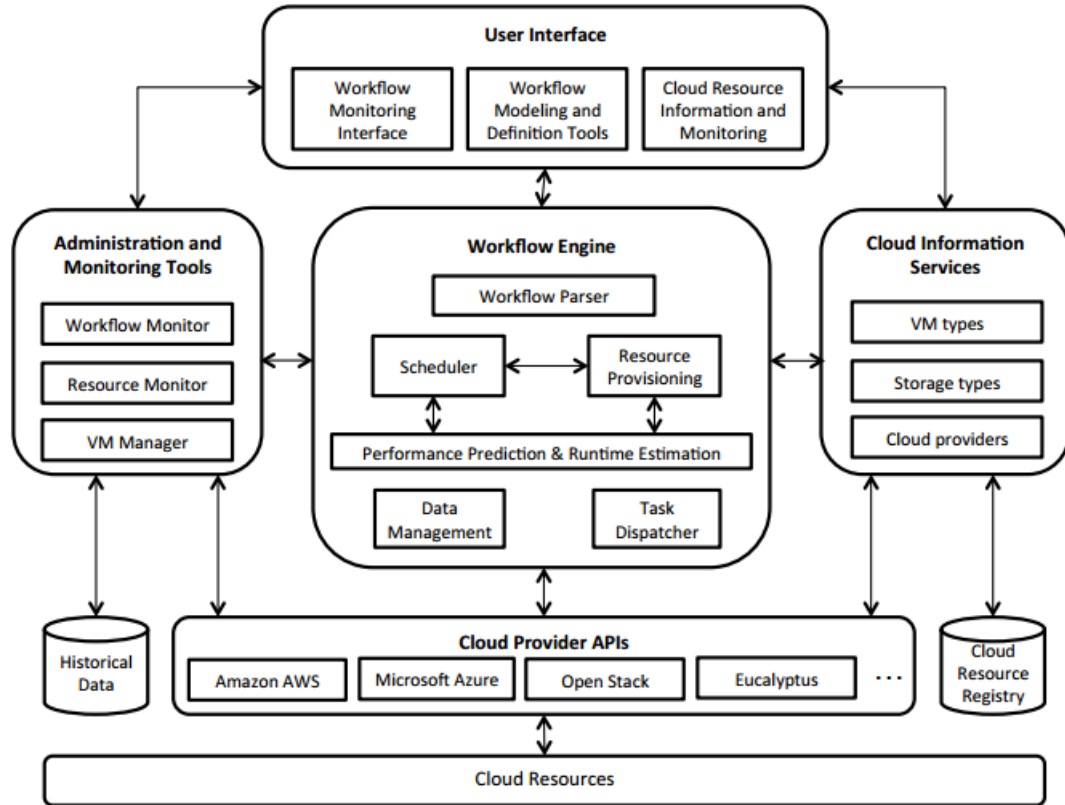 User Interface
Workflow
Monitoring
Interface
Workflow
Modeling and
Definition Tools
Cloud Resource
Information and
Monitoring
Administration and
Monitoring Tools
Workflow Monitor
Resource Monitor
VM Manager
Workflow Engine
Workflow Parser
Scheduler
Resource
Provisioning
Performance Prediction & Runtime Estimation
Data
Management
Task
Dispatcher
Cloud Information
Services
VM types
Storage types
Cloud providers
Historical
Data
Cloud Provider APIs
Amazon AWS
Microsoft Azure
Open Stack
Eucalyptus
...
Cloud
Resource
Registry
Cloud Resources